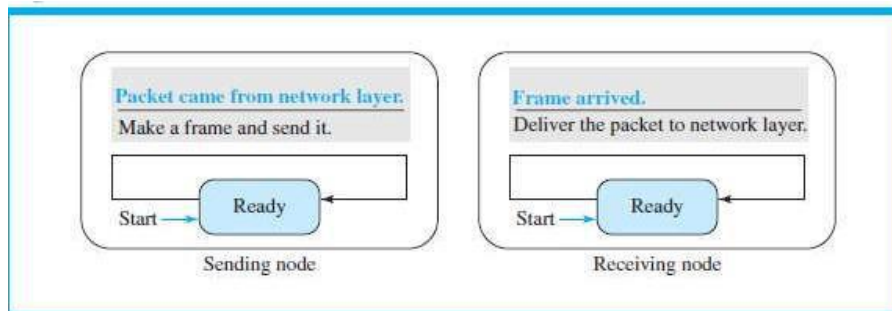 Packet came from network layer.
Make a frame and send it.
Start
Ready
Sending node
Frame arrived.
Deliver the packet to network layer.
Start
Ready
Receiving node